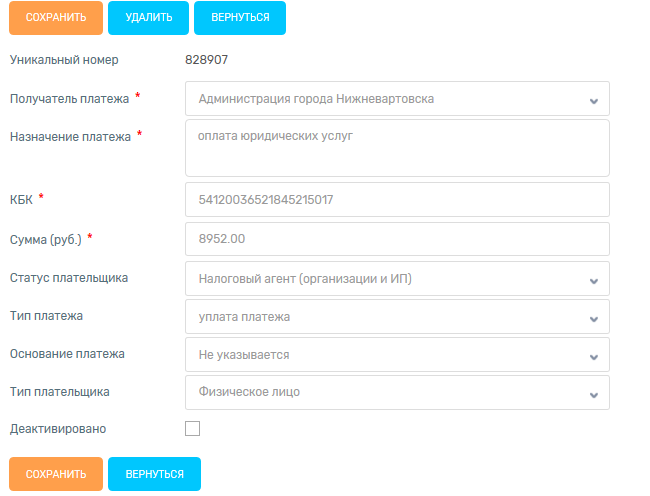 СОХРАНИТЬ УДАЛИТЬ ВЕРНУТЬСЯ
Уникальный номер 828907
Получатель платежа * Администрация города Нижневартовска
Назначение платежа * оплата юридических услуг
КБК * 54120036521845215017
Сумма (руб.) * 8952.00
Статус плательщика Налоговый агент (организации и ИП)
Тип платежа уплата платежа
Основание платежа Не указывается
Тип плательщика Физическое лицо
Деактивировано
СОХРАНИТЬ ВЕРНУТЬСЯ